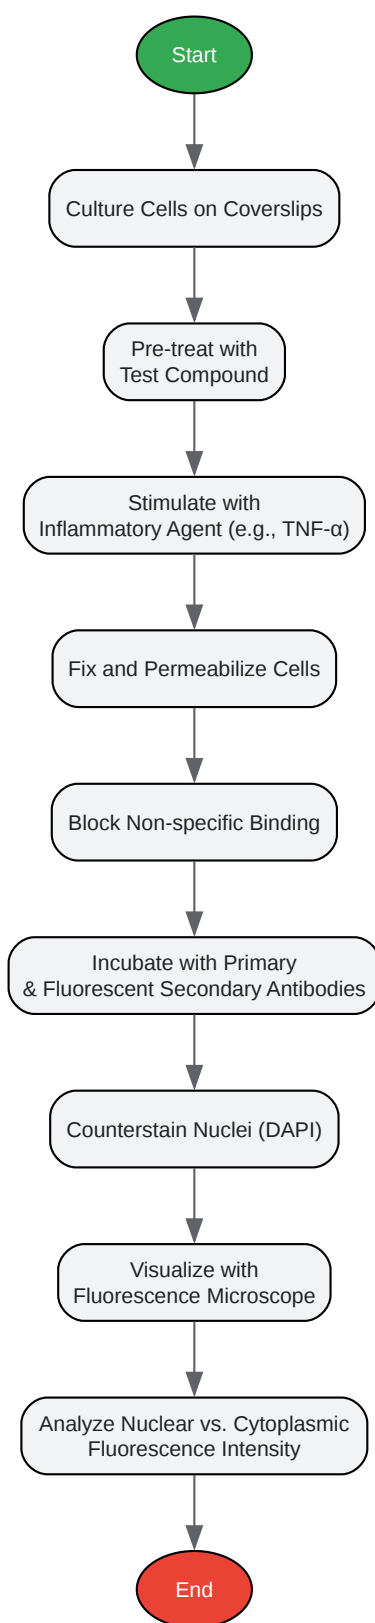 Start
Culture Cells on Coverslips
Pre-treat with
Test Compound
Stimulate with
Inflammatory Agent (e.g., TNF-α)
Fix and Permeabilize Cells
Block Non-specific Binding
Incubate with Primary
& Fluorescent Secondary Antibodies
Counterstain Nuclei (DAPI)
Visualize with
Fluorescence Microscope
Analyze Nuclear vs. Cytoplasmic
Fluorescence Intensity
End